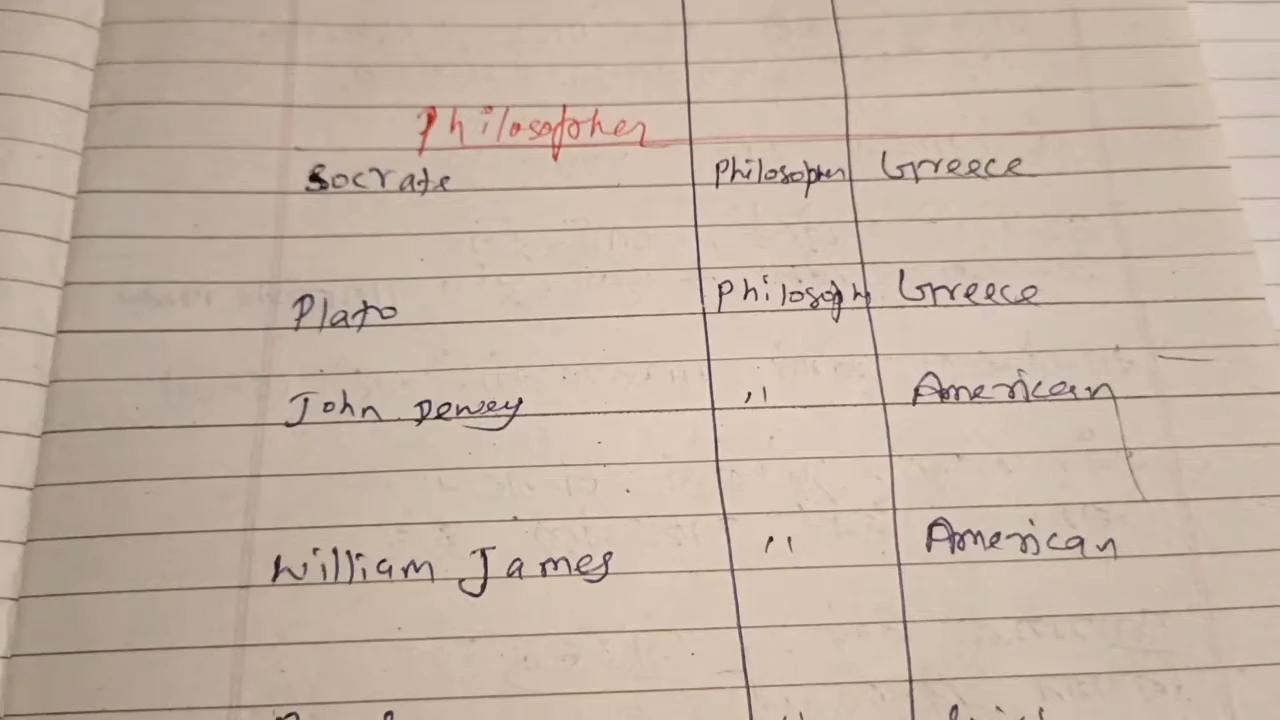 Philosopher
Socrate Philosopher Greece
Plato Philosoph Greece
John Dewey " American
William James " American